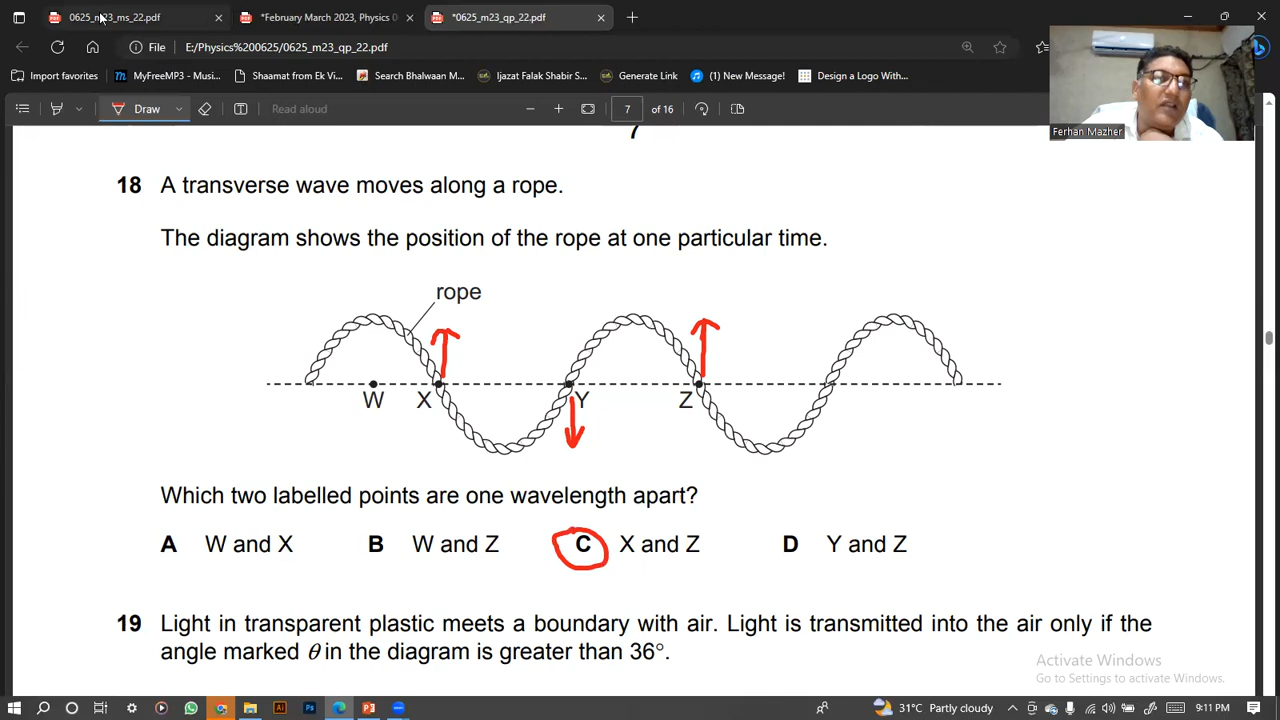 0625_m23_ms_22.pdf
*February March 2023, Physics 0
*0625_m23_qp_22.pdf
File
E:/Physics%200625/0625_m23_qp_22.pdf
Import favorites
MyFreeMP3 - Musi...
Shaamat from Ek Vi...
Search Bhalwaan M...
Ijazat Falak Shabir S...
Generate Link
(1) New Message!
Design a Logo With...
Draw
Read aloud
7 of 16
Ferhan Mazher
7
18 A transverse wave moves along a rope.
The diagram shows the position of the rope at one particular time.
rope
W X Y Z
Which two labelled points are one wavelength apart?
A W and X B W and Z C X and Z D Y and Z
19 Light in transparent plastic meets a boundary with air. Light is transmitted into the air only if the
angle marked θ in the diagram is greater than 36°.
Activate Windows
Go to Settings to activate Windows.
31°C Partly cloudy
9:11 PM